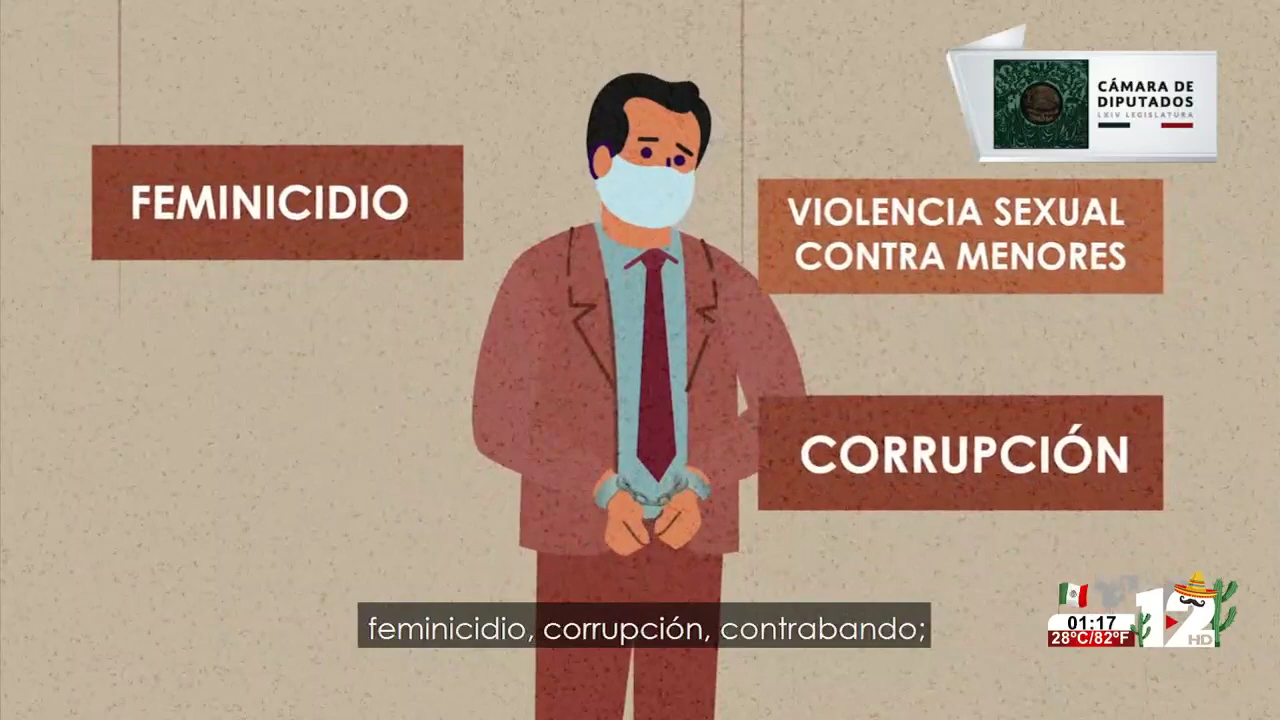 CÁMARA DE
DIPUTADOS
LXIV LEGISLATURA
FEMINICIDIO
VIOLENCIA SEXUAL
CONTRA MENORES
CORRUPCIÓN
feminicidio, corrupción, contrabando;
01:17
28°C/82°F
12
HD